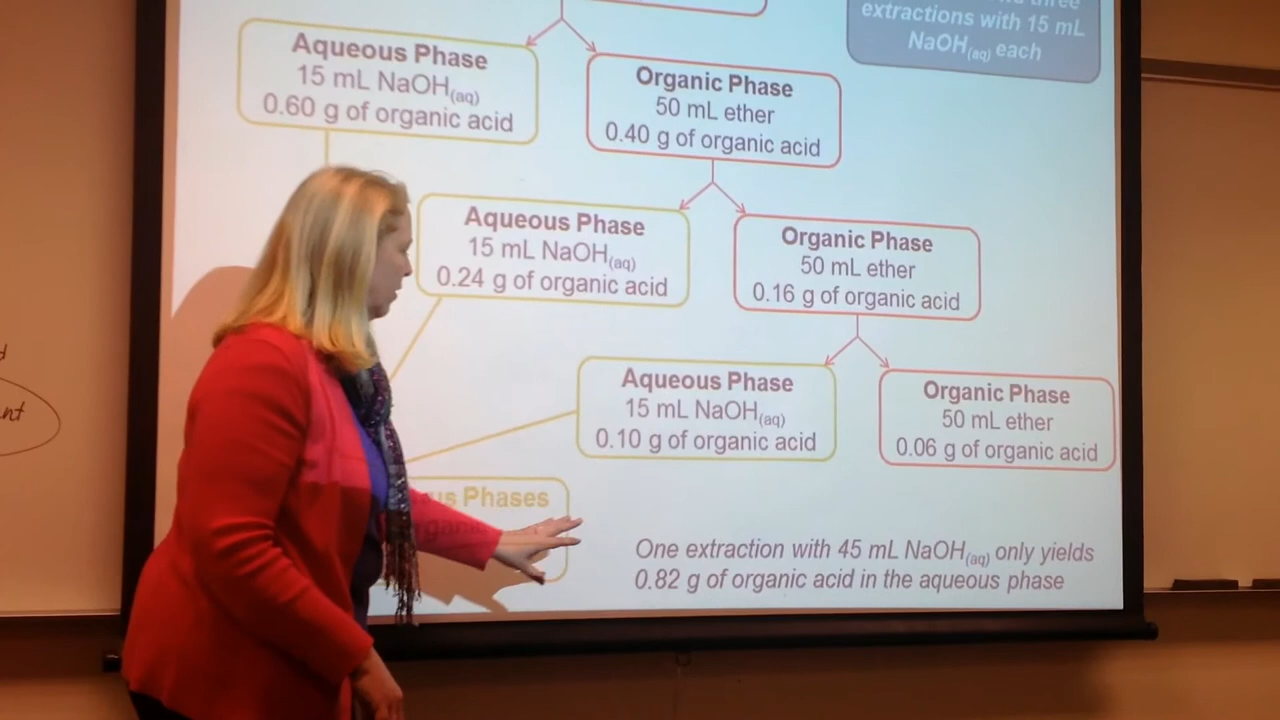 extractions with 15 mL
NaOH(aq) each
Aqueous Phase
15 mL NaOH(aq)
0.60 g of organic acid
Organic Phase
50 mL ether
0.40 g of organic acid
Aqueous Phase
15 mL NaOH(aq)
0.24 g of organic acid
Organic Phase
50 mL ether
0.16 g of organic acid
Aqueous Phase
15 mL NaOH(aq)
0.10 g of organic acid
Organic Phase
50 mL ether
0.06 g of organic acid
Phases
One extraction with 45 mL NaOH(aq) only yields
0.82 g of organic acid in the aqueous phase